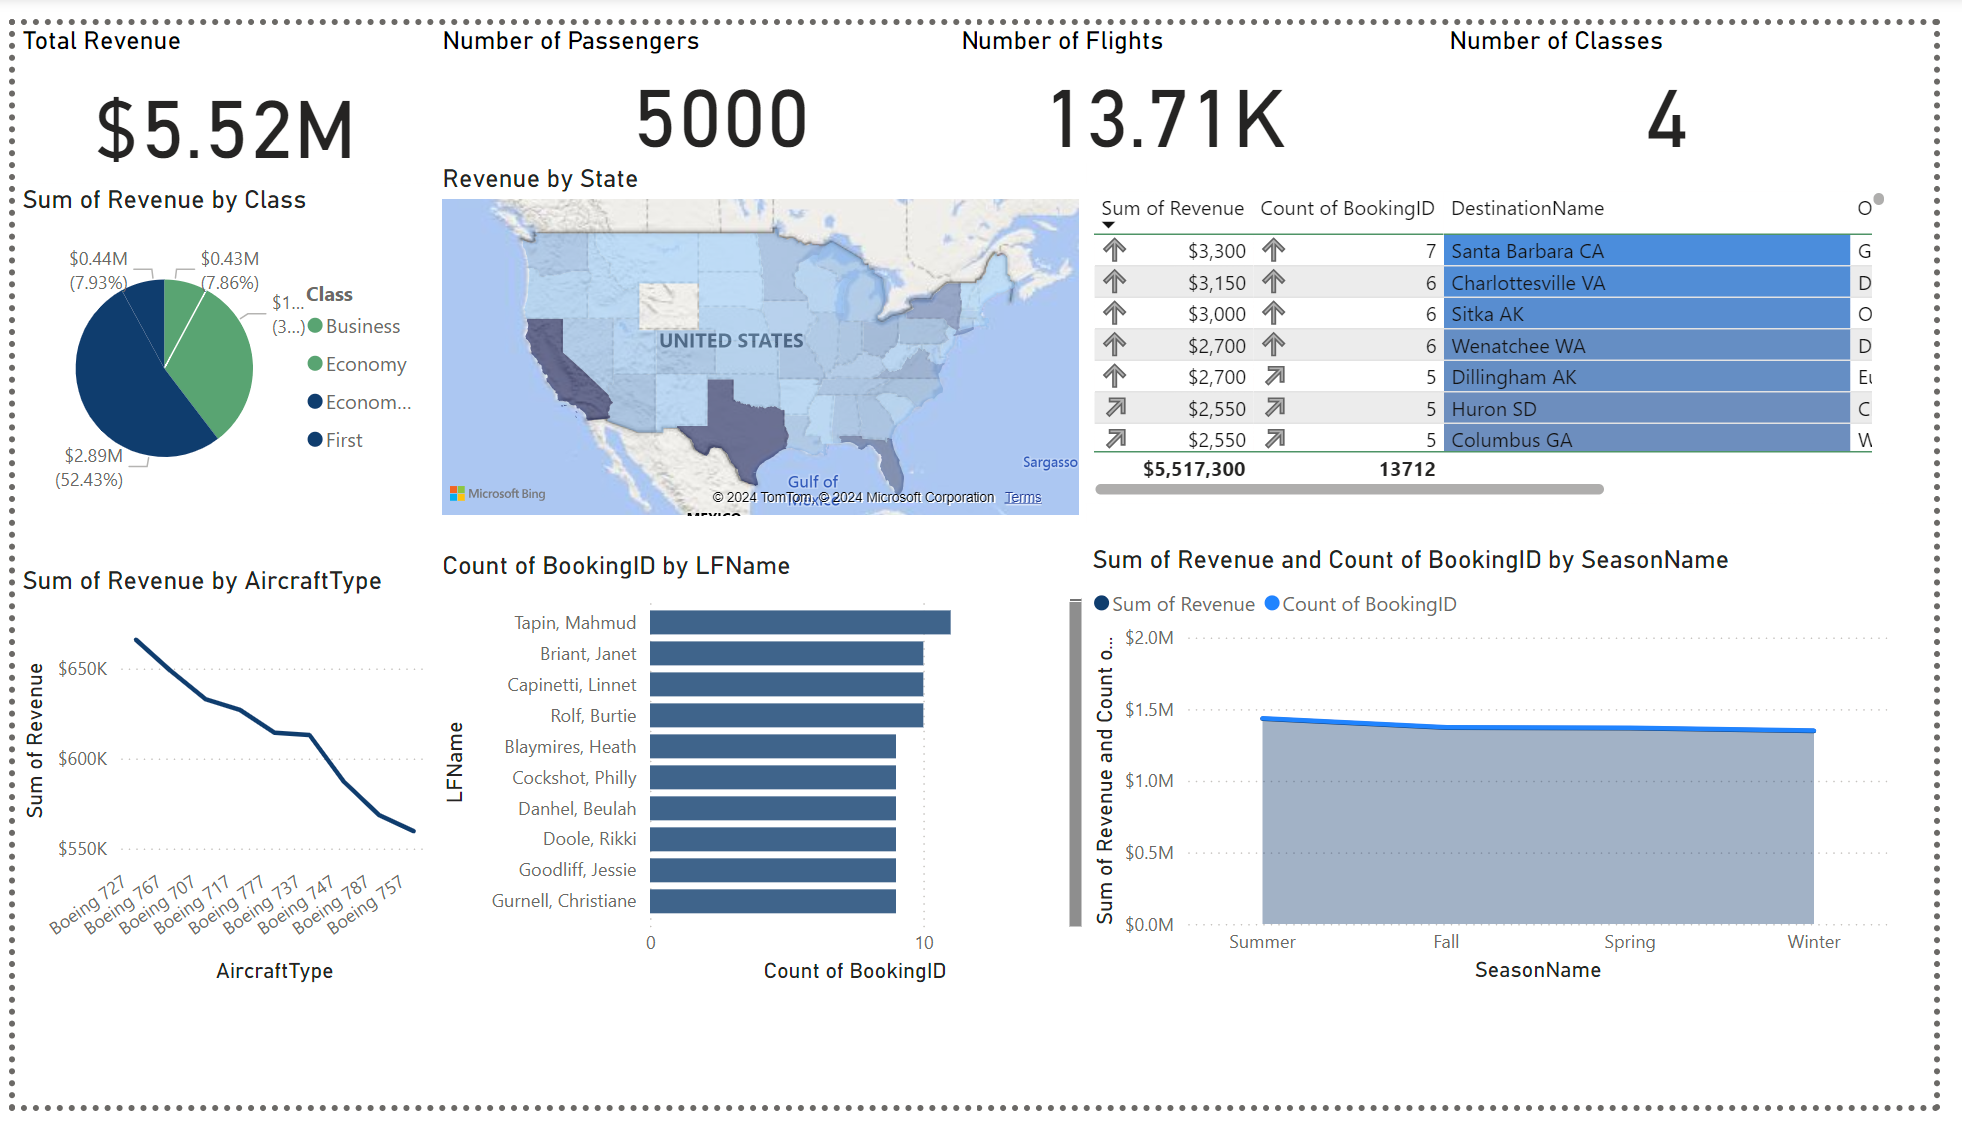 Total Revenue
$5.52M
Number of Passengers
5000
Number of Flights
13.71K
Number of Classes
4
Sum of Revenue by Class
$0.44M
(7.93%)
$0.43M
(7.86%)
$1...
(3...)
$2.89M
(52.43%)
Class
Business
Economy
Econom...
First
Revenue by State
UNITED STATES
Sargasso
Gulf of
Mexico
MEXICO
Microsoft Bing
© 2024 TomTom, © 2024 Microsoft Corporation Terms
Sum of Revenue Count of BookingID DestinationName O
$3,300 7 Santa Barbara CA G
$3,150 6 Charlottesville VA D
$3,000 6 Sitka AK O
$2,700 6 Wenatchee WA D
$2,700 5 Dillingham AK Eu
$2,550 5 Huron SD C
$2,550 5 Columbus GA W
$5,517,300 13712
Sum of Revenue by AircraftType
Sum of Revenue
$650K
$600K
$550K
Boeing 727
Boeing 767
Boeing 707
Boeing 717
Boeing 777
Boeing 737
Boeing 747
Boeing 787
Boeing 757
AircraftType
Count of BookingID by LFName
LFName
Tapin, Mahmud
Briant, Janet
Capinetti, Linnet
Rolf, Burtie
Blaymires, Heath
Cockshot, Philly
Danhel, Beulah
Doole, Rikki
Goodliff, Jessie
Gurnell, Christiane
0 10
Count of BookingID
Sum of Revenue and Count of BookingID by SeasonName
Sum of Revenue Count of BookingID
Sum of Revenue and Count o...
$2.0M
$1.5M
$1.0M
$0.5M
$0.0M
Summer Fall Spring Winter
SeasonName